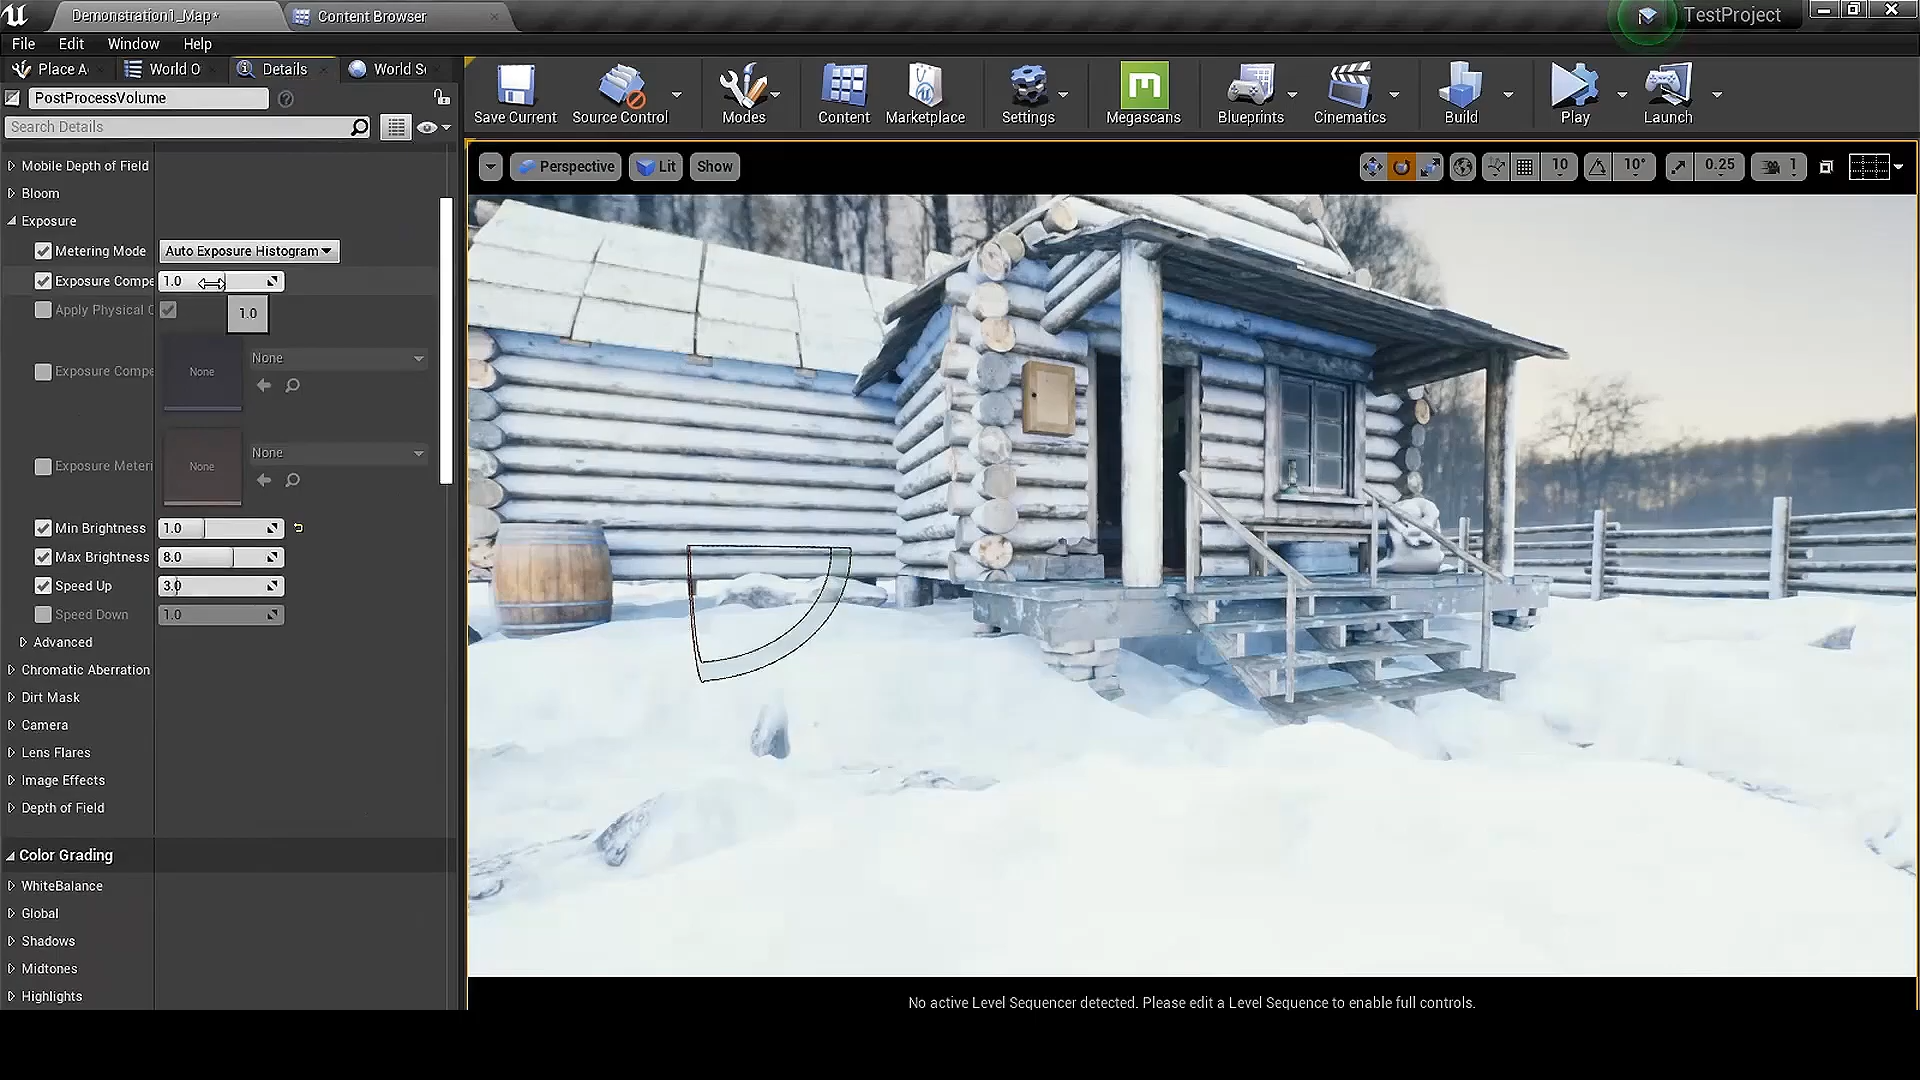 Demonstration1_Map*
Content Browser
TestProject
File Edit Window Help
Place A
World O
Details
World S
PostProcessVolume
Search Details
Save Current
Source Control
Modes
Content
Marketplace
Settings
Megascans
Blueprints
Cinematics
Build
Play
Launch
Perspective
Lit
Show
10
10°
0.25
1
Mobile Depth of Field
Bloom
Exposure
Metering Mode Auto Exposure Histogram
Exposure Compe 1.0
Apply Physical C
1.0
Exposure Compe None None
Exposure Meteri None None
Min Brightness 1.0
Max Brightness 8.0
Speed Up 3.0
Speed Down 1.0
Advanced
Chromatic Aberration
Dirt Mask
Camera
Lens Flares
Image Effects
Depth of Field
Color Grading
WhiteBalance
Global
Shadows
Midtones
Highlights
No active Level Sequencer detected. Please edit a Level Sequence to enable full controls.